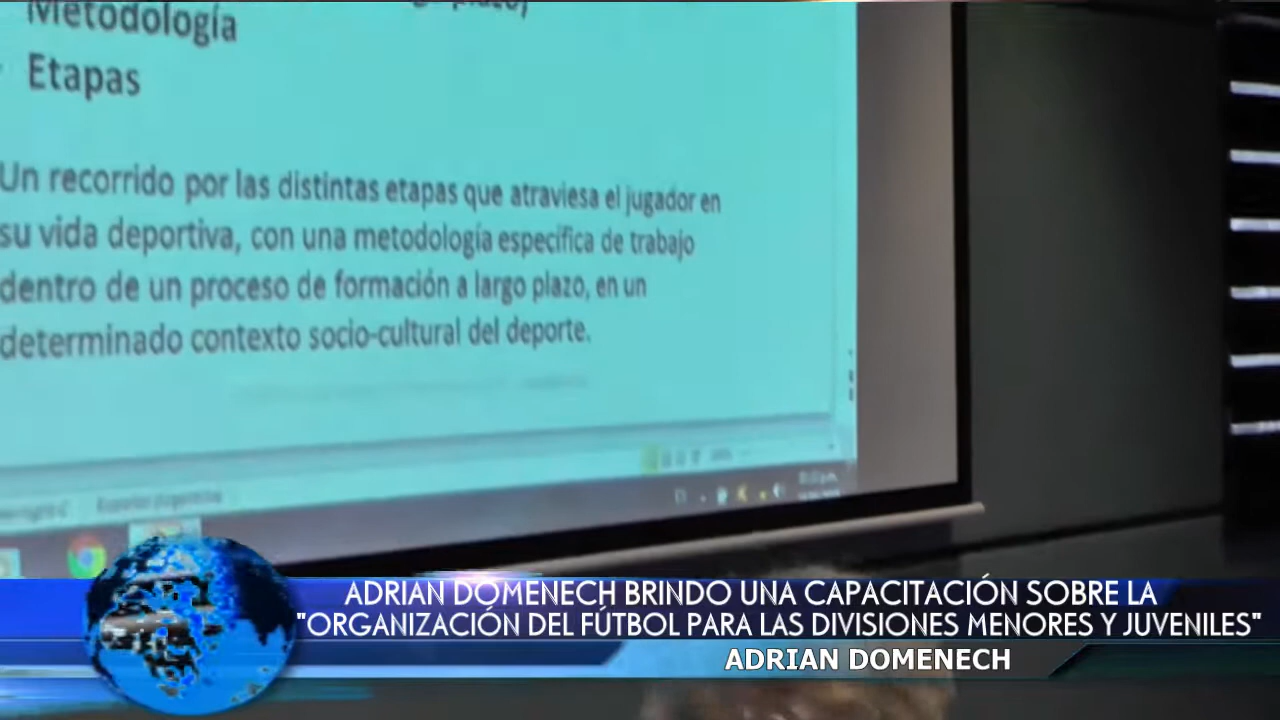 Metodología
Etapas
Un recorrido por las distintas etapas que atraviesa el jugador en
su vida deportiva, con una metodología específica de trabajo
dentro de un proceso de formación a largo plazo, en un
determinado contexto socio-cultural del deporte.
ADRIAN DOMENECH BRINDO UNA CAPACITACIÓN SOBRE LA
"ORGANIZACIÓN DEL FÚTBOL PARA LAS DIVISIONES MENORES Y JUVENILES"
ADRIAN DOMENECH